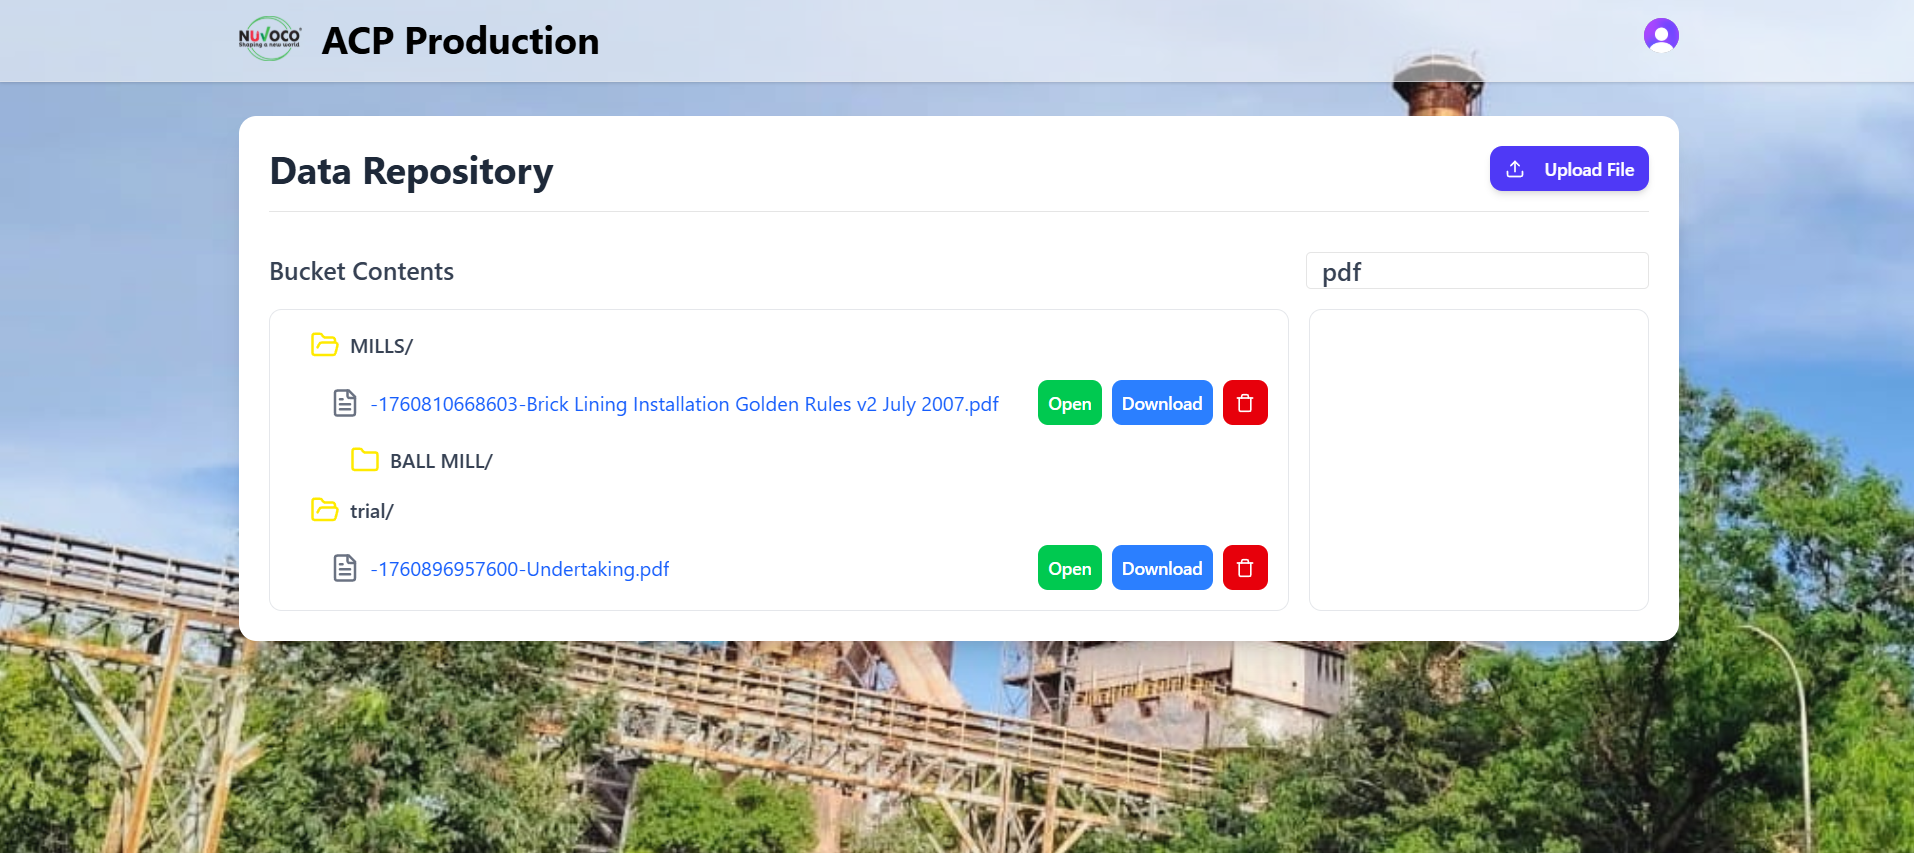 NUVOCO
Shaping a new world
ACP Production
Data Repository
Upload File
Bucket Contents
pdf
MILLS/
-1760810668603-Brick Lining Installation Golden Rules v2 July 2007.pdf
Open
Download
BALL MILL/
trial/
-1760896957600-Undertaking.pdf
Open
Download